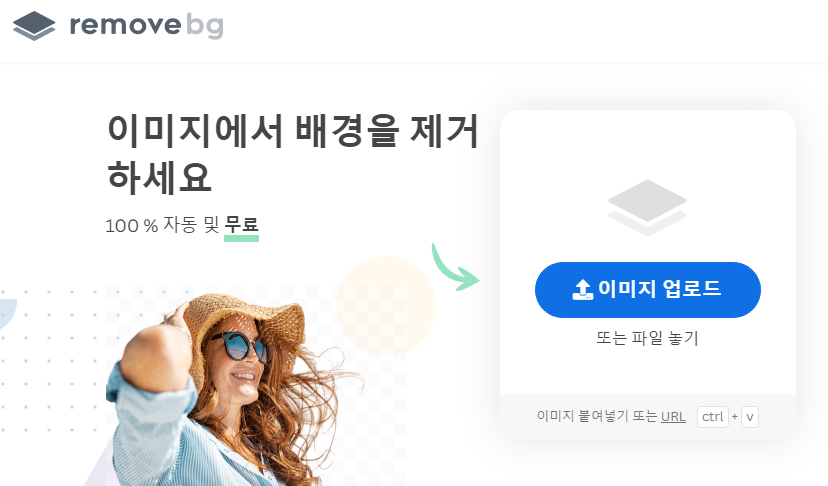 removebg
이미지에서 배경을 제거
하세요
100 % 자동 및 무료
이미지 업로드
또는 파일 놓기
이미지 붙여넣기 또는 URL ctrl + v